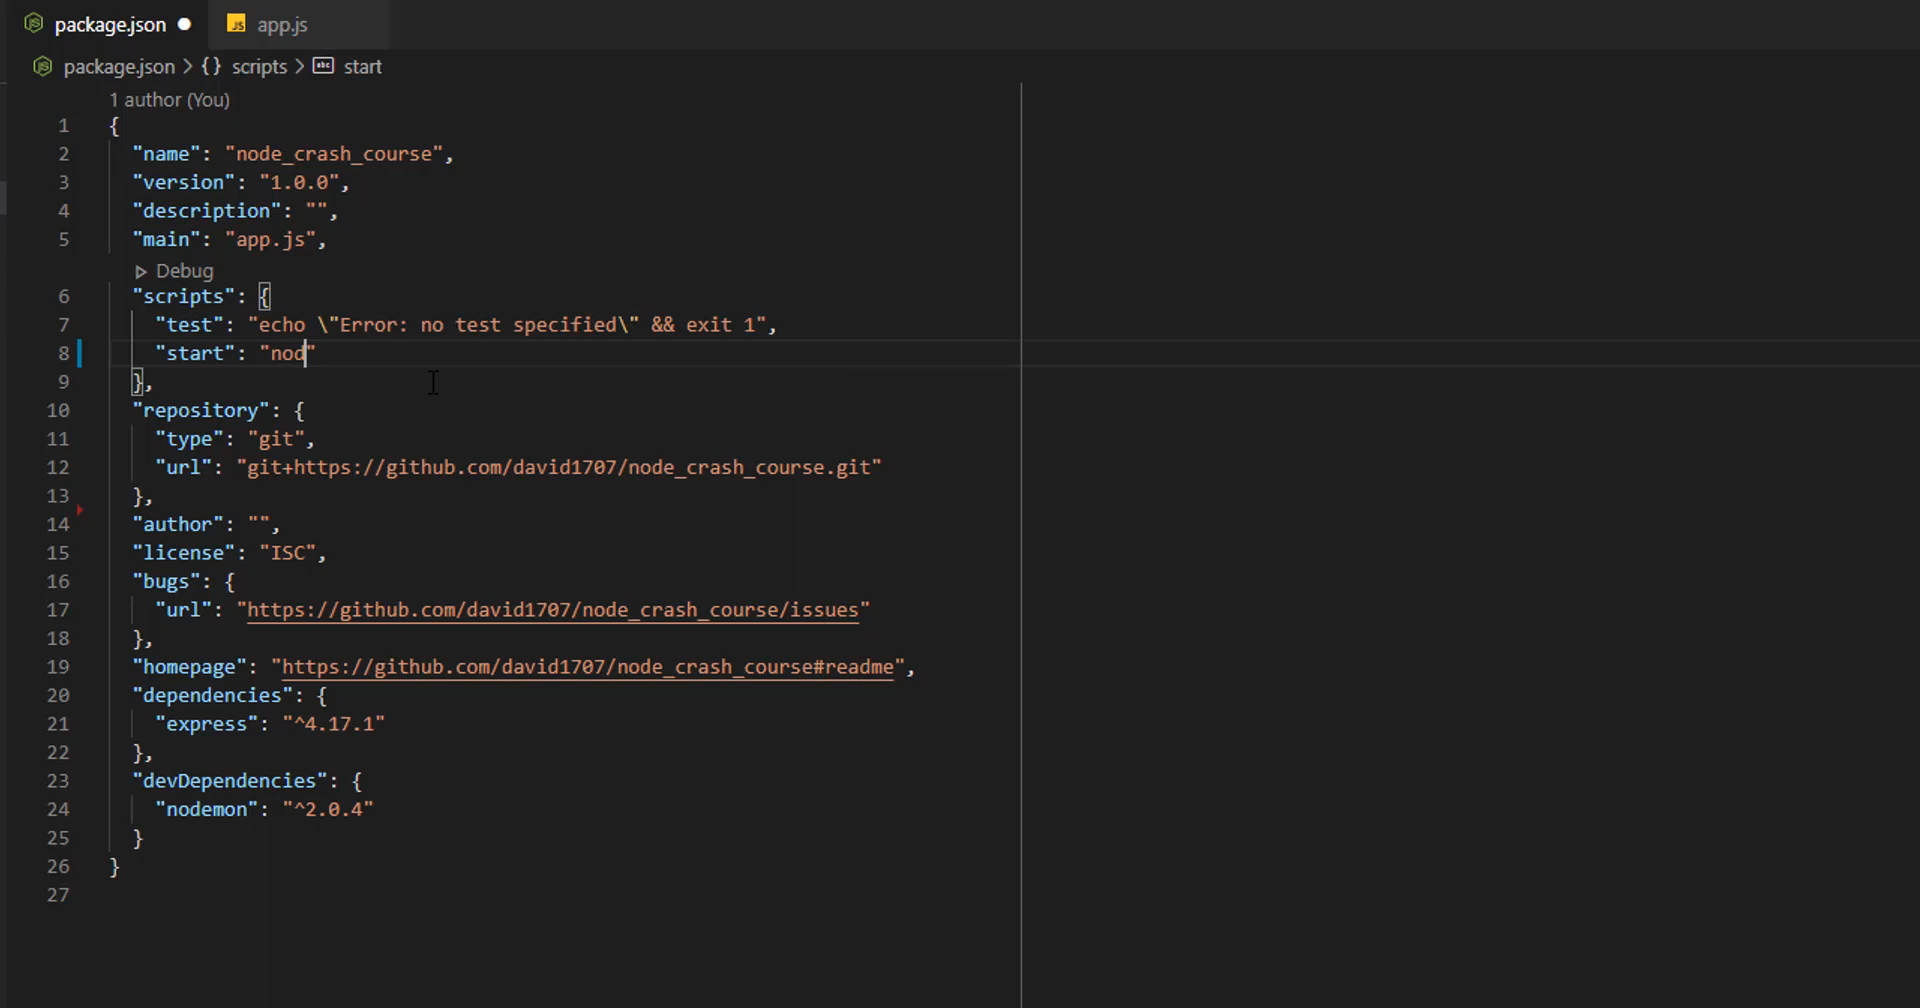 package.json ● JS app.js
package.json > {} scripts > abc start
1 author (You)
1 {
2 "name": "node_crash_course",
3 "version": "1.0.0",
4 "description": "",
5 "main": "app.js",
▷ Debug
6 "scripts": {
7 "test": "echo \"Error: no test specified\" && exit 1",
8 "start": "nod"
9 },
10 "repository": {
11 "type": "git",
12 "url": "git+https://github.com/david1707/node_crash_course.git"
13 },
14 "author": "",
15 "license": "ISC",
16 "bugs": {
17 "url": "https://github.com/david1707/node_crash_course/issues"
18 },
19 "homepage": "https://github.com/david1707/node_crash_course#readme",
20 "dependencies": {
21 "express": "^4.17.1"
22 },
23 "devDependencies": {
24 "nodemon": "^2.0.4"
25 }
26 }
27